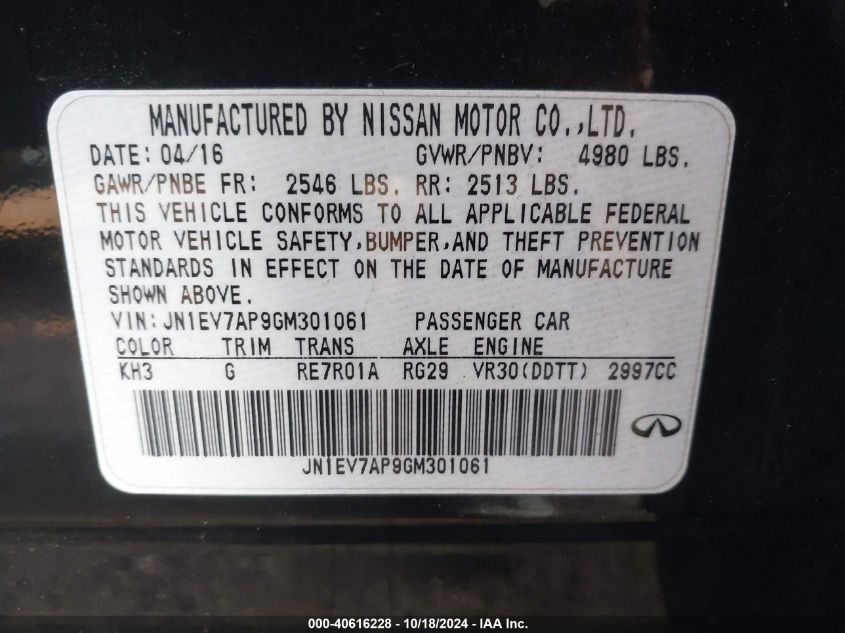 MANUFACTURED BY NISSAN MOTOR CO.,LTD.
DATE: 04/16 GVWR/PNBV: 4980 LBS.
GAWR/PNBE FR: 2546 LBS. RR: 2513 LBS.
THIS VEHICLE CONFORMS TO ALL APPLICABLE FEDERAL
MOTOR VEHICLE SAFETY,BUMPER,AND THEFT PREVENTION
STANDARDS IN EFFECT ON THE DATE OF MANUFACTURE
SHOWN ABOVE.
VIN:JN1EV7AP9GM301061 PASSENGER CAR
COLOR TRIM TRANS AXLE ENGINE
KH3 G RE7R01A RG29 VR30(DDTT) 2997CC
JN1EV7AP9GM301061
000-40616228 - 10/18/2024 - VR - IAA Inc.